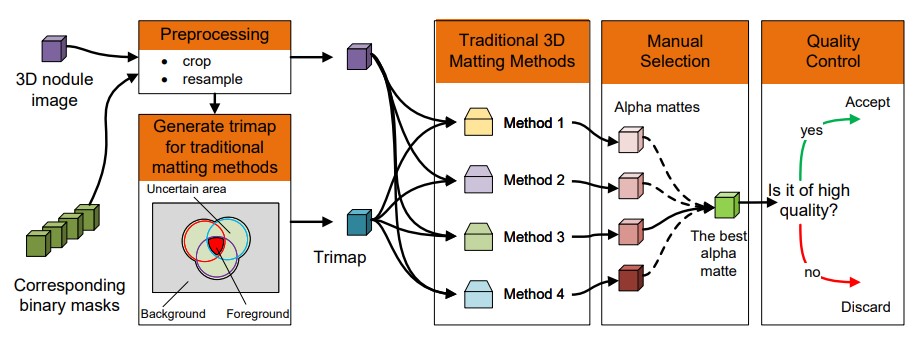 3D nodule
image
Corresponding
binary masks
Preprocessing
• crop
• resample
Generate trimap
for traditional
matting methods
Uncertain area
Background
Foreground
Trimap
Traditional 3D
Matting Methods
Method 1
Method 2
Method 3
Method 4
Manual
Selection
Alpha mattes
The best
alpha
matte
Quality
Control
Accept
yes
Is it of high
quality?
no
Discard